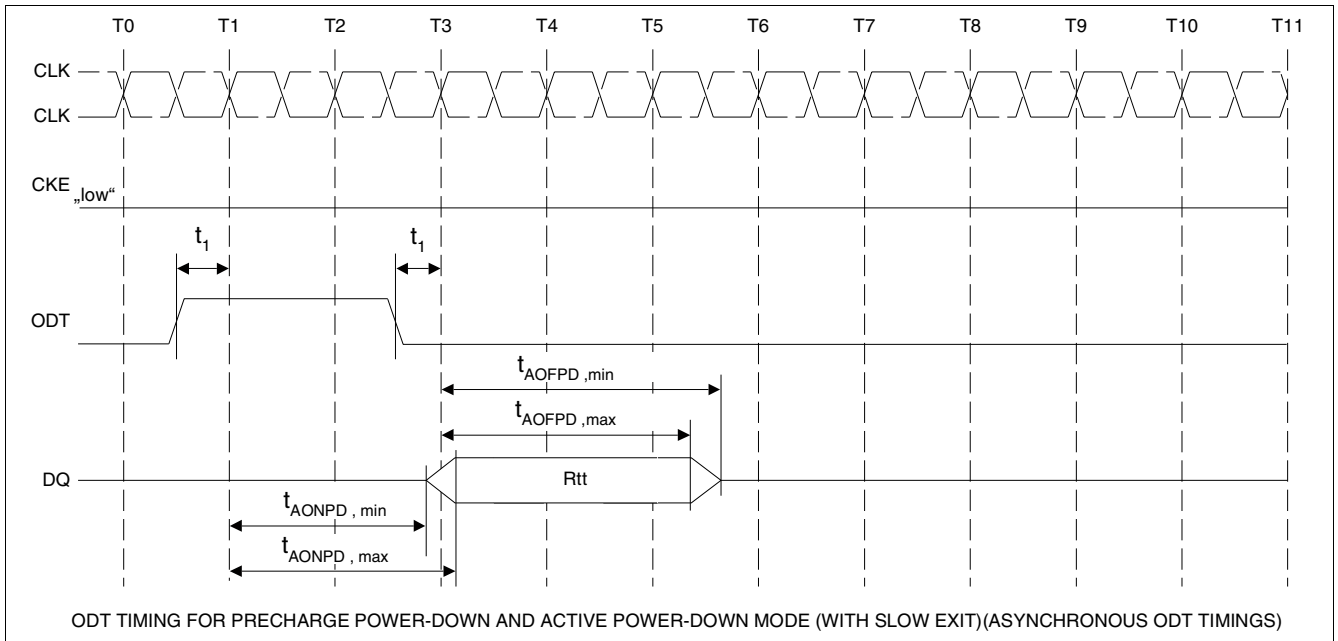 T0 T1 T2 T3 T4 T5 T6 T7 T8 T9 T10 T11
CLK
CLK
CKE „low“
t1 t1
ODT
tAOFPD ,min
tAOFPD ,max
DQ Rtt
tAONPD , min
tAONPD , max
ODT TIMING FOR PRECHARGE POWER-DOWN AND ACTIVE POWER-DOWN MODE (WITH SLOW EXIT)(ASYNCHRONOUS ODT TIMINGS)